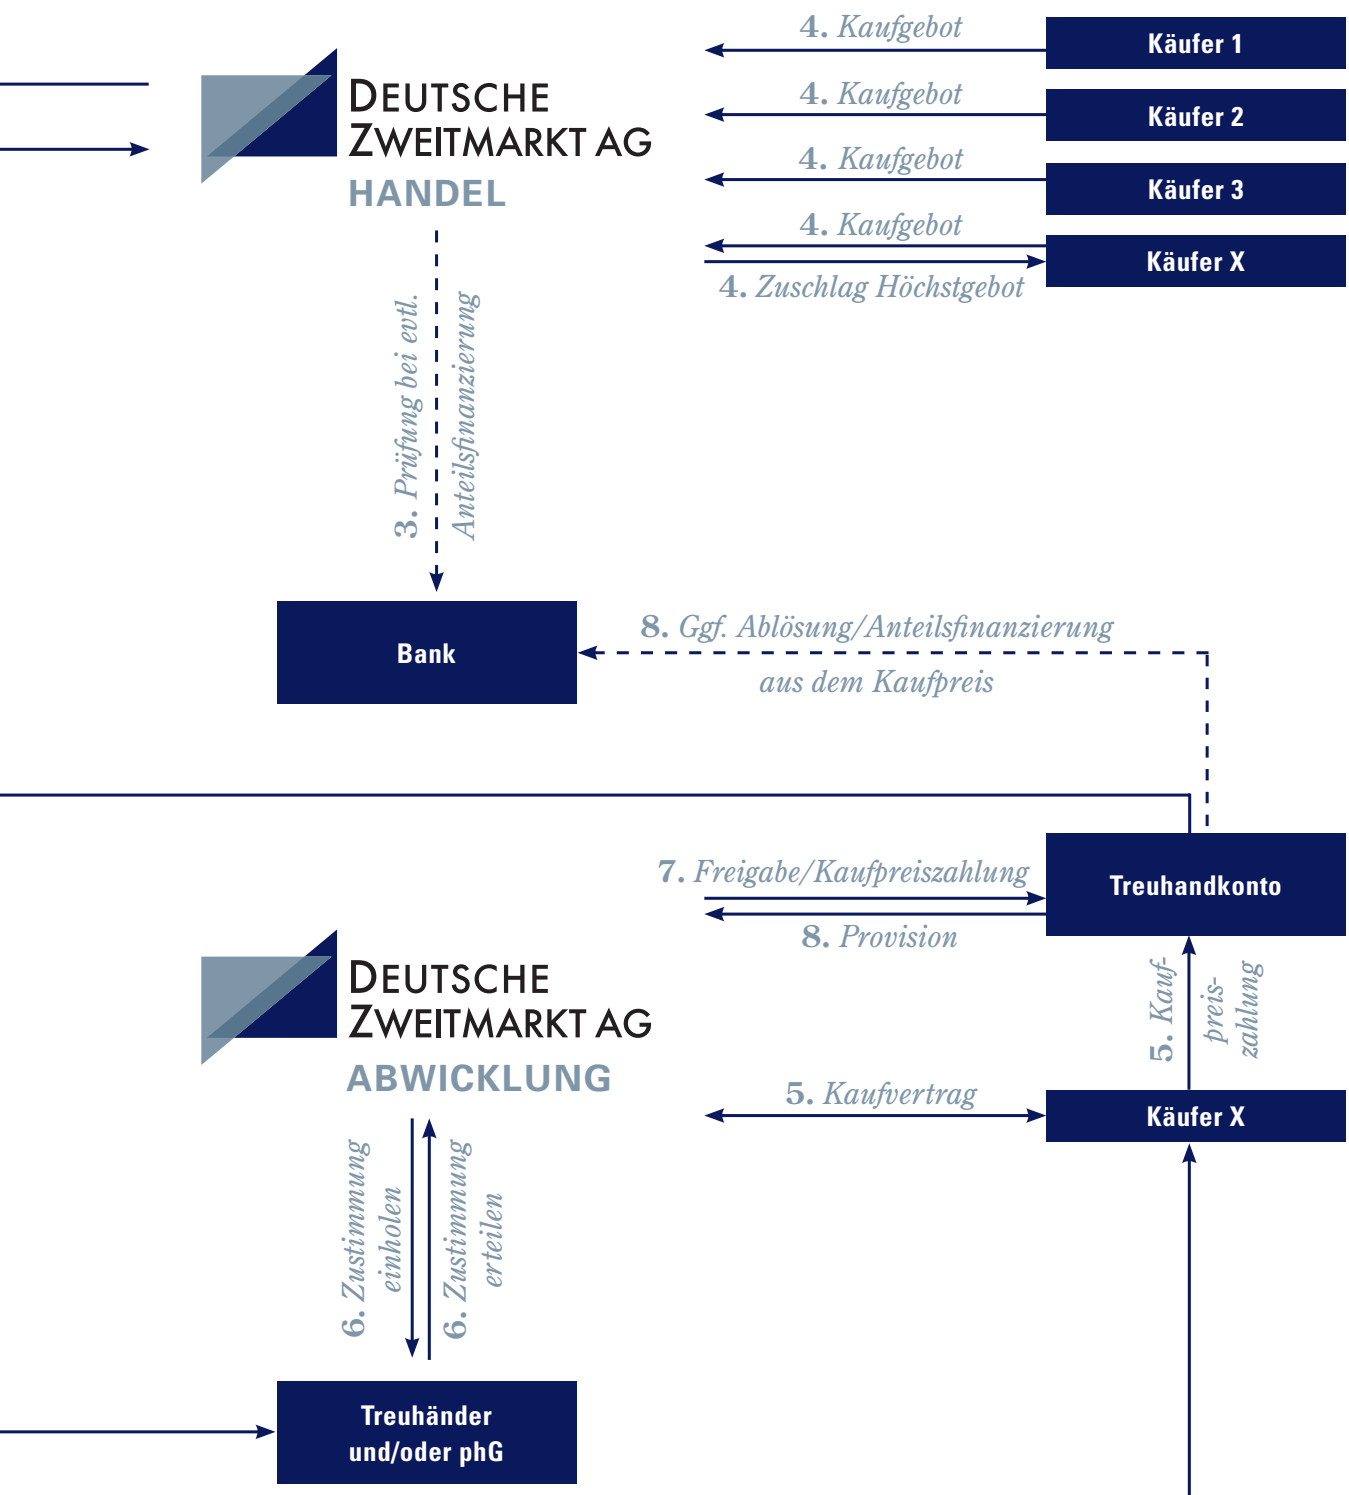 4. Kaufgebot
Käufer 1
4. Kaufgebot
Käufer 2
4. Kaufgebot
Käufer 3
4. Kaufgebot
Käufer X
4. Zuschlag Höchstgebot
DEUTSCHE
ZWEITMARKT AG
HANDEL
3. Prüfung bei evtl.
Anteilsfinanzierung
Bank
8. Ggf. Ablösung/Anteilsfinanzierung
aus dem Kaufpreis
7. Freigabe/Kaufpreiszahlung
Treuhandkonto
8. Provision
DEUTSCHE
ZWEITMARKT AG
ABWICKLUNG
5. Kauf-
preis-
zahlung
5. Kaufvertrag
Käufer X
6. Zustimmung
einholen
6. Zustimmung
erteilen
Treuhänder
und/oder phG